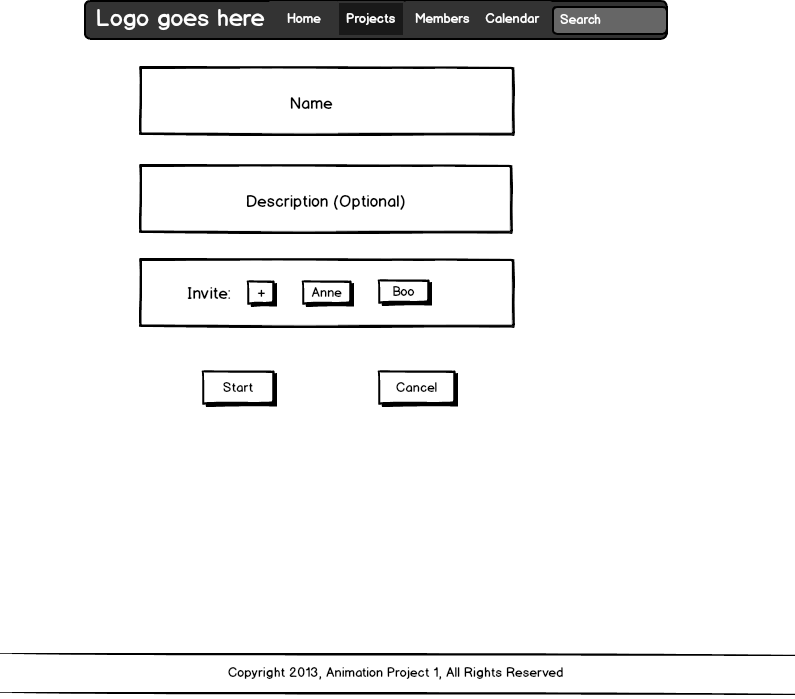 Logo goes here Home Projects Members Calendar Search
Name
Description (Optional)
Invite: + Anne Boo
Start Cancel
Copyright 2013, Animation Project 1, All Rights Reserved